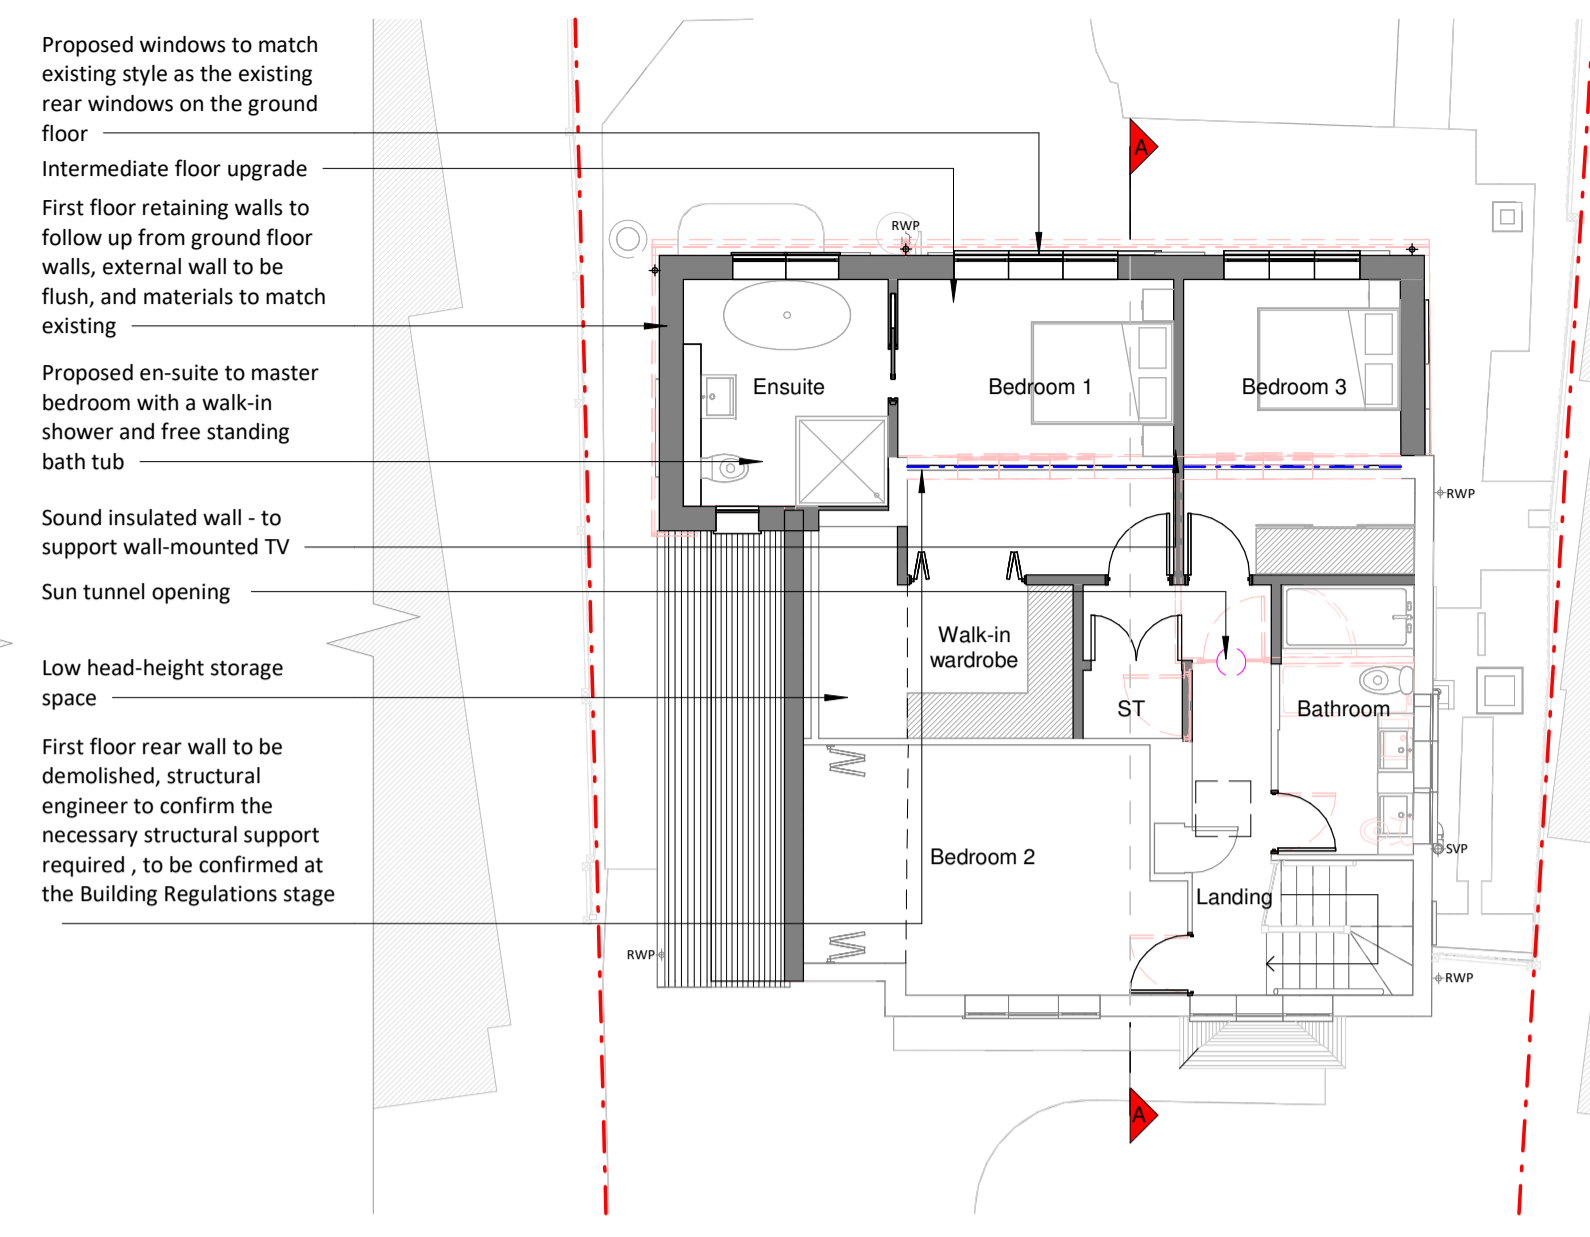 Proposed windows to match
existing style as the existing
rear windows on the ground
floor
Intermediate floor upgrade
First floor retaining walls to
follow up from ground floor
walls, external wall to be
flush, and materials to match
existing
Proposed en-suite to master
bedroom with a walk-in
shower and free standing
bath tub
Sound insulated wall - to
support wall-mounted TV
Sun tunnel opening
Low head-height storage
space
First floor rear wall to be
demolished, structural
engineer to confirm the
necessary structural support
required , to be confirmed at
the Building Regulations stage
A
RWP
Ensuite
Bedroom 1
Bedroom 3
RWP
Walk-in
wardrobe
ST
Bathroom
SVP
Bedroom 2
Landing
RWP
RWP
A